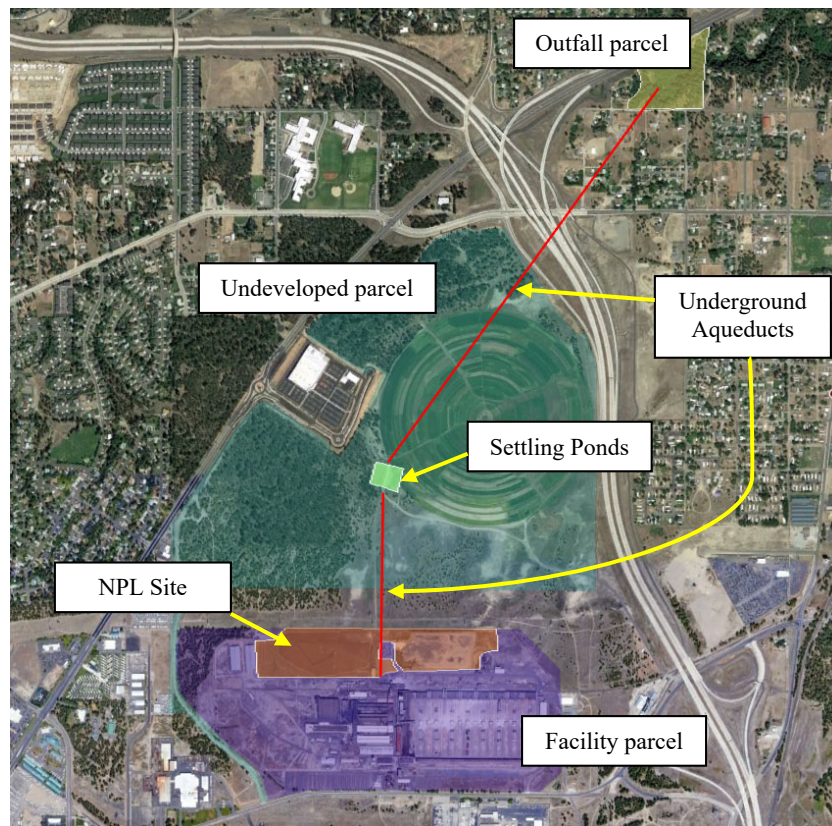 Outfall parcel
Undeveloped parcel
Underground
Aqueducts
Settling Ponds
NPL Site
Facility parcel